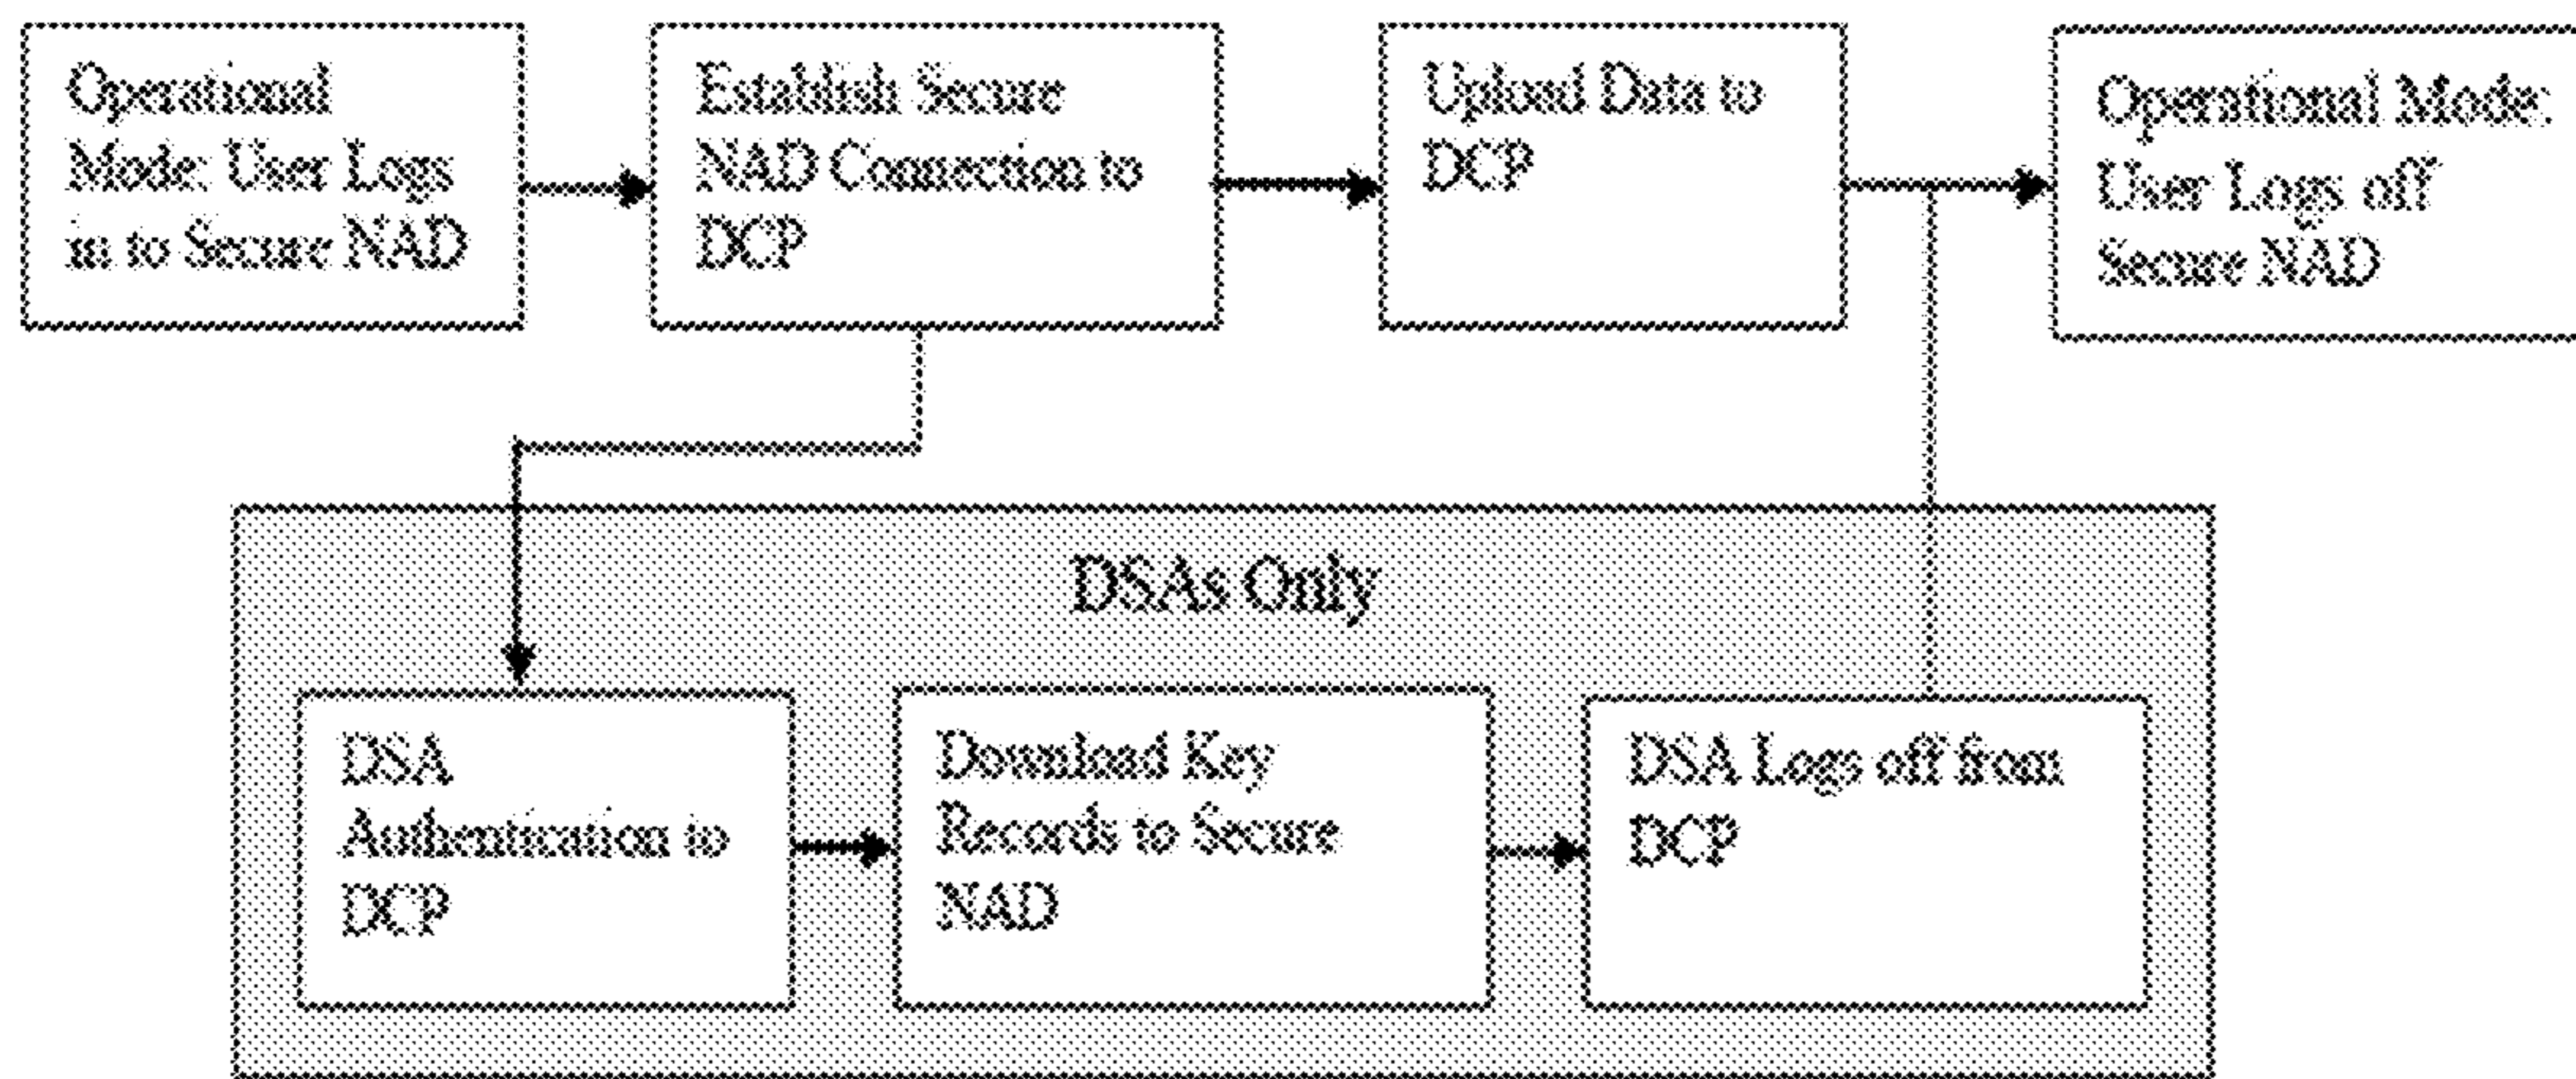 Operational
Mode: User Logs
in to Secure NAD
Establish Secure
NAD Connection to
DCP
Upload Data to
DCP
Operational Mode:
User Logs off
Secure NAD
DSAs Only
DSA
Authentication to
DCP
Download Key
Records to Secure
NAD
DSA Logs off from
DCP